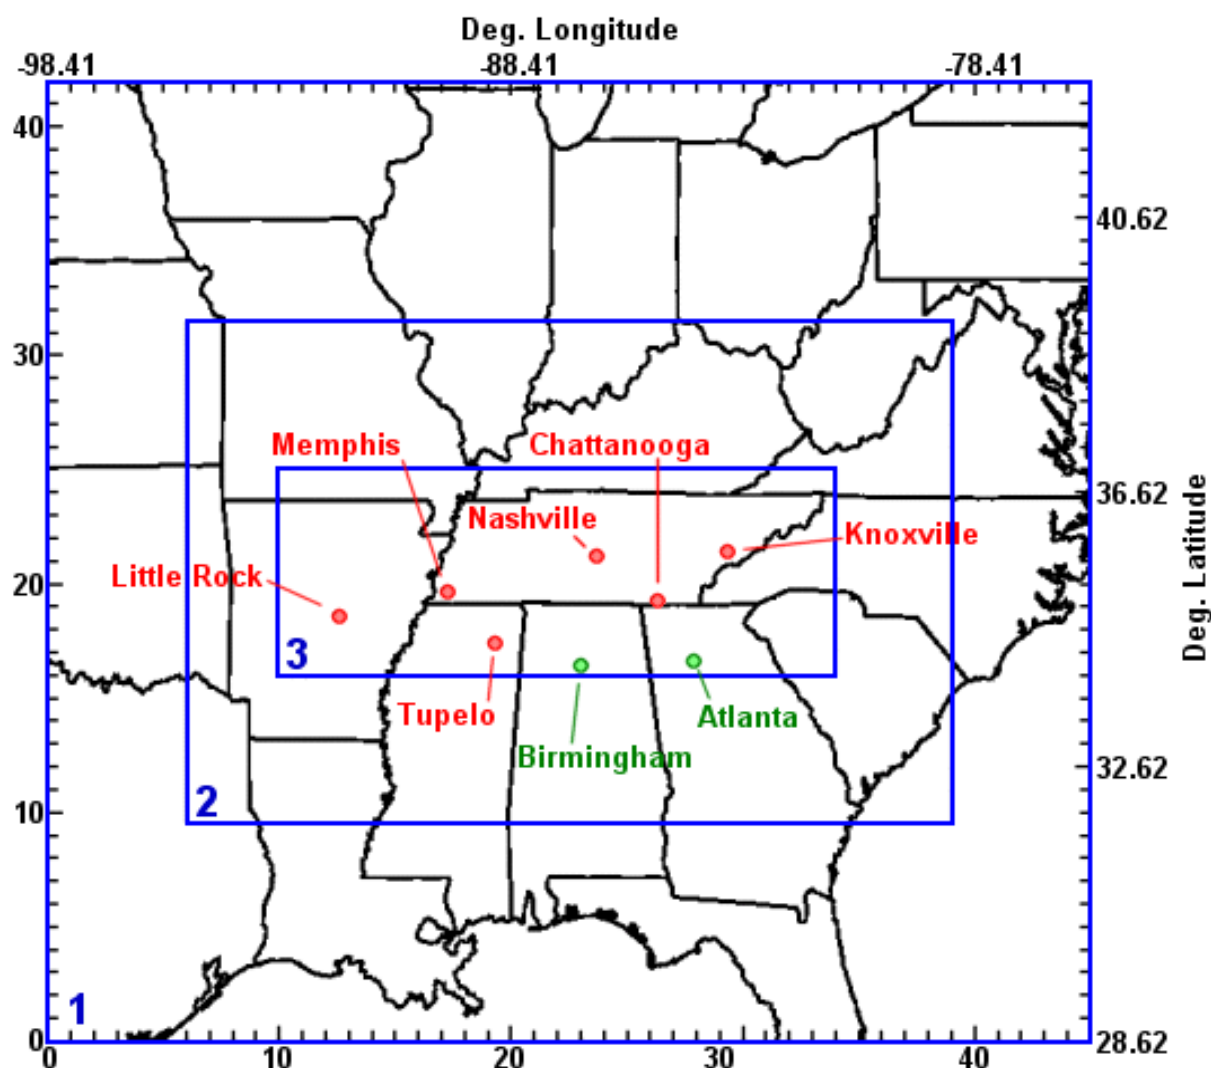 Deg. Longitude
-98.41 -88.41 -78.41
40
40.62
30
Memphis Chattanooga
36.62
Nashville
Knoxville
Little Rock
20
3
Deg. Latitude
Tupelo Atlanta
Birmingham
32.62
2
10
1
0 28.62
0 10 20 30 40